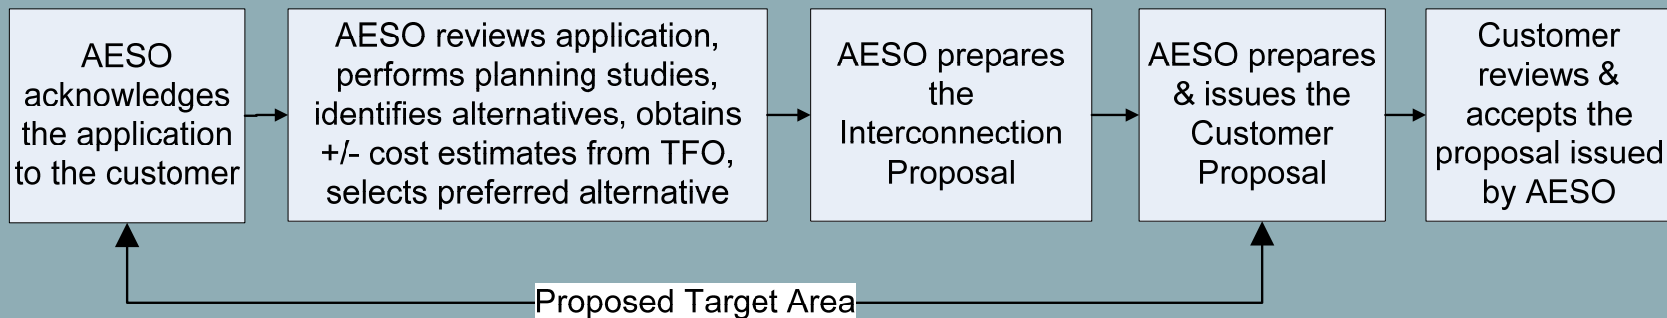 AESO
acknowledges
the application
to the customer
AESO reviews application,
performs planning studies,
identifies alternatives, obtains
+/- cost estimates from TFO,
selects preferred alternative
AESO prepares
the
Interconnection
Proposal
AESO prepares
& issues the
Customer
Proposal
Customer
reviews &
accepts the
proposal issued
by AESO
Proposed Target Area